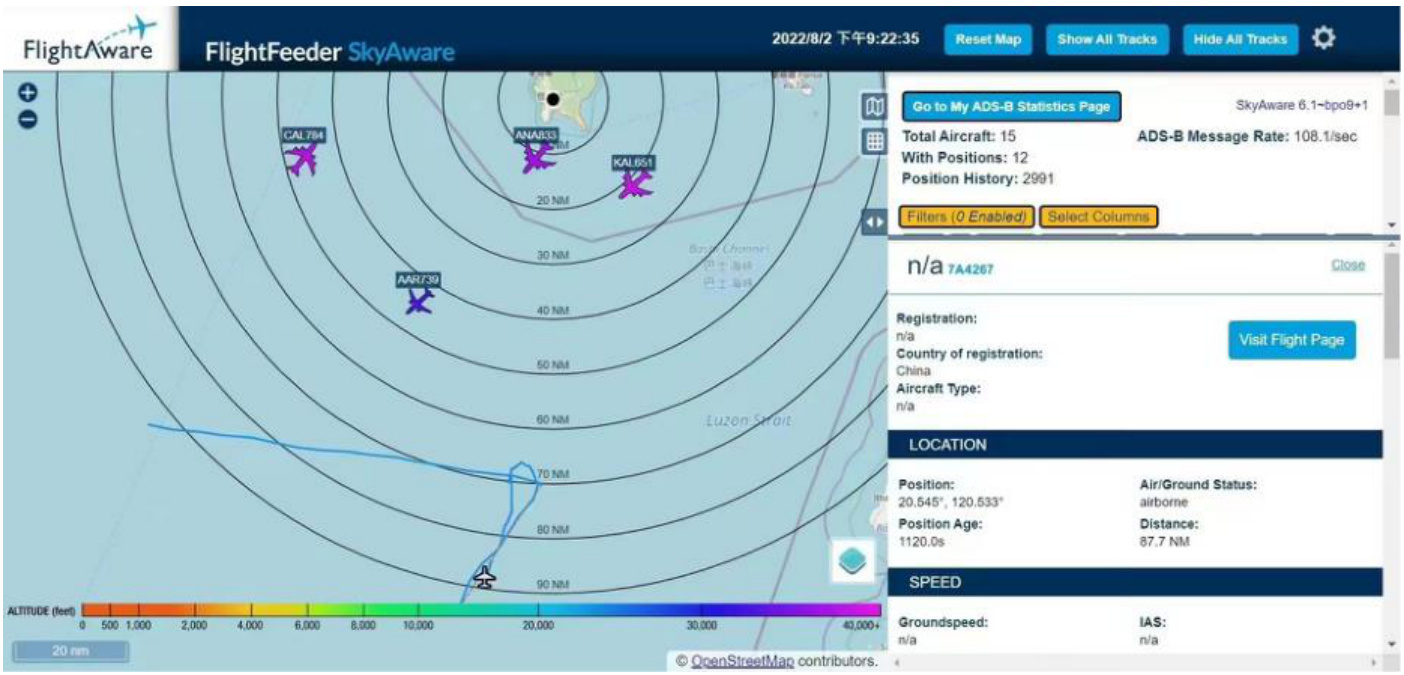 FlightAware
FlightFeeder SkyAware
2022/8/2 下午9:22:35
Reset Map
Show All Tracks
Hide All Tracks
CAL784
ANA833
KAL651
20 NM
30 NM
AAR739
40 NM
50 NM
60 NM
70 NM
80 NM
90 NM
Bashi Channel
巴士海峽
巴士海峡
Luzon Strait
ALTITUDE (feet)
0 500 1,000 2,000 4,000 6,000 8,000 10,000 20,000 30,000 40,000+
20 nm
© OpenStreetMap contributors.
Go to My ADS-B Statistics Page
SkyAware 6.1~bpo9+1
Total Aircraft: 15 ADS-B Message Rate: 108.1/sec
With Positions: 12
Position History: 2991
Filters (0 Enabled) Select Columns
n/a 7A4267 Close
Registration:
n/a
Visit Flight Page
Country of registration:
China
Aircraft Type:
n/a
LOCATION
Position: Air/Ground Status:
20.545°, 120.533° airborne
Position Age: Distance:
1120.0s 87.7 NM
SPEED
Groundspeed: IAS:
n/a n/a